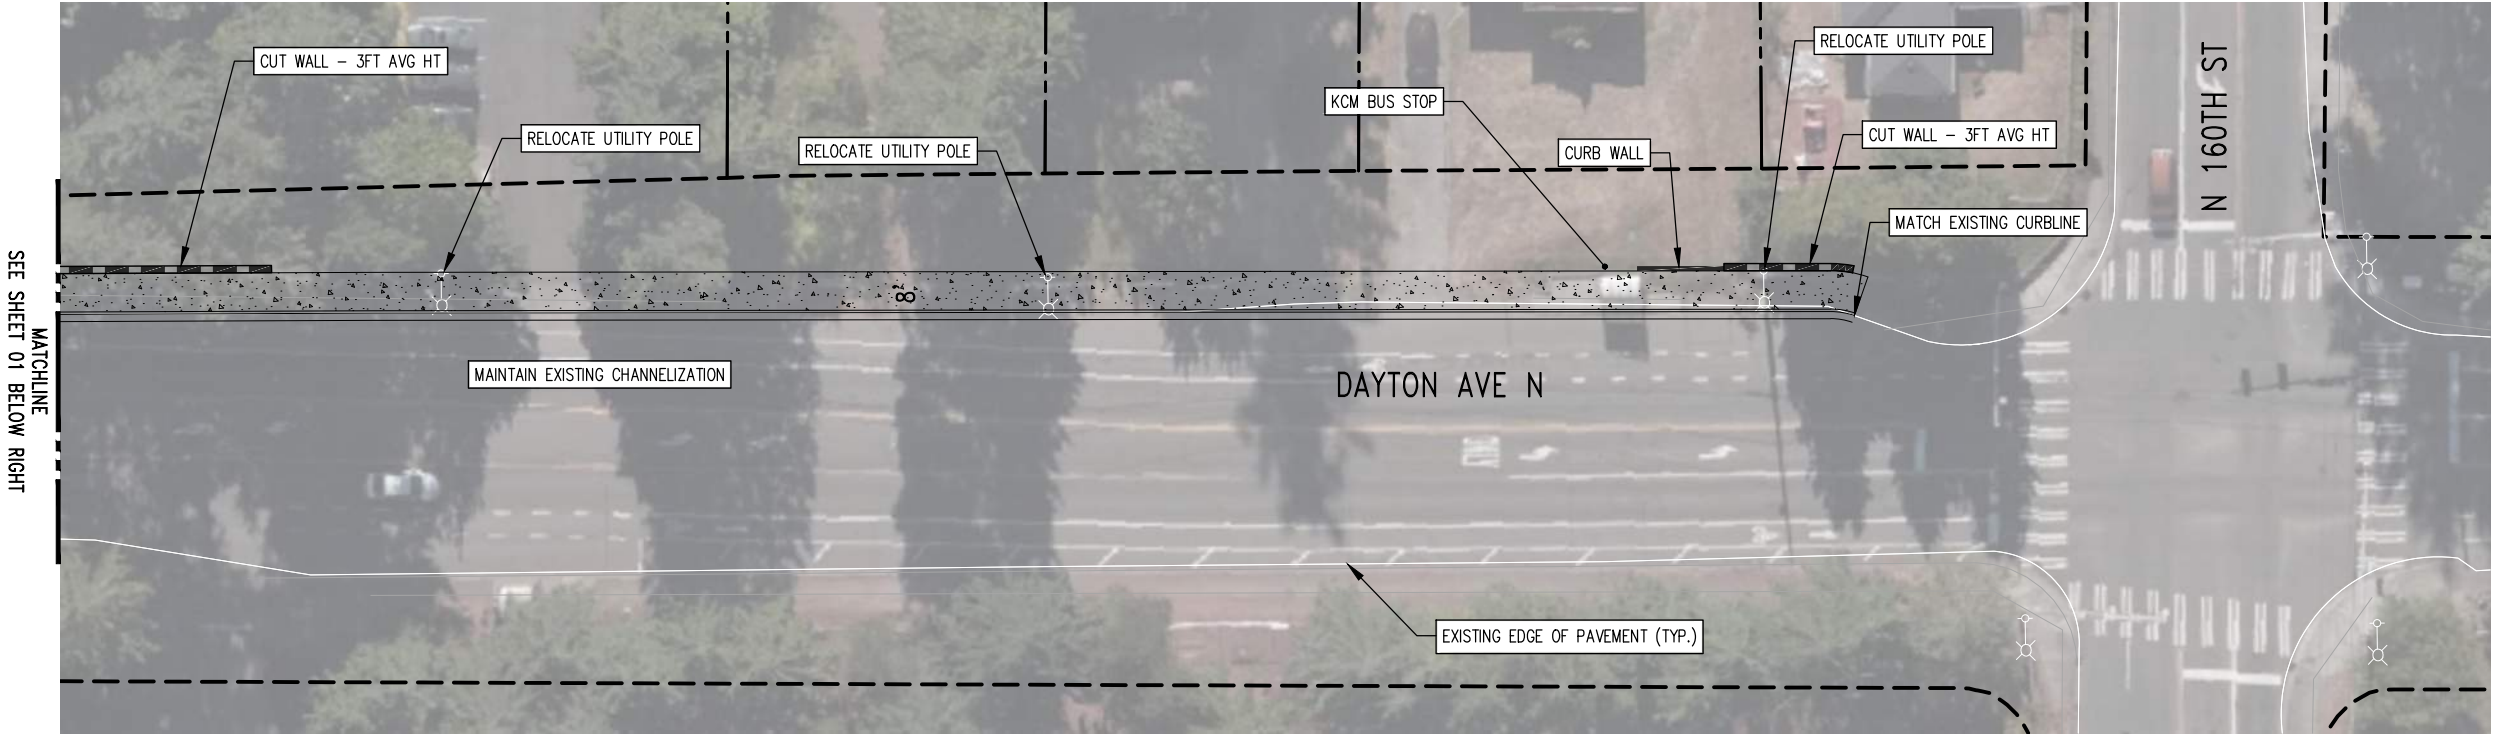 CUT WALL - 3FT AVG HT
RELOCATE UTILITY POLE
RELOCATE UTILITY POLE
KCM BUS STOP
CURB WALL
RELOCATE UTILITY POLE
CUT WALL - 3FT AVG HT
MATCH EXISTING CURBLINE
N 160TH ST
MATCHLINE
SEE SHEET 01 BELOW RIGHT
8'
MAINTAIN EXISTING CHANNELIZATION
DAYTON AVE N
EXISTING EDGE OF PAVEMENT (TYP.)